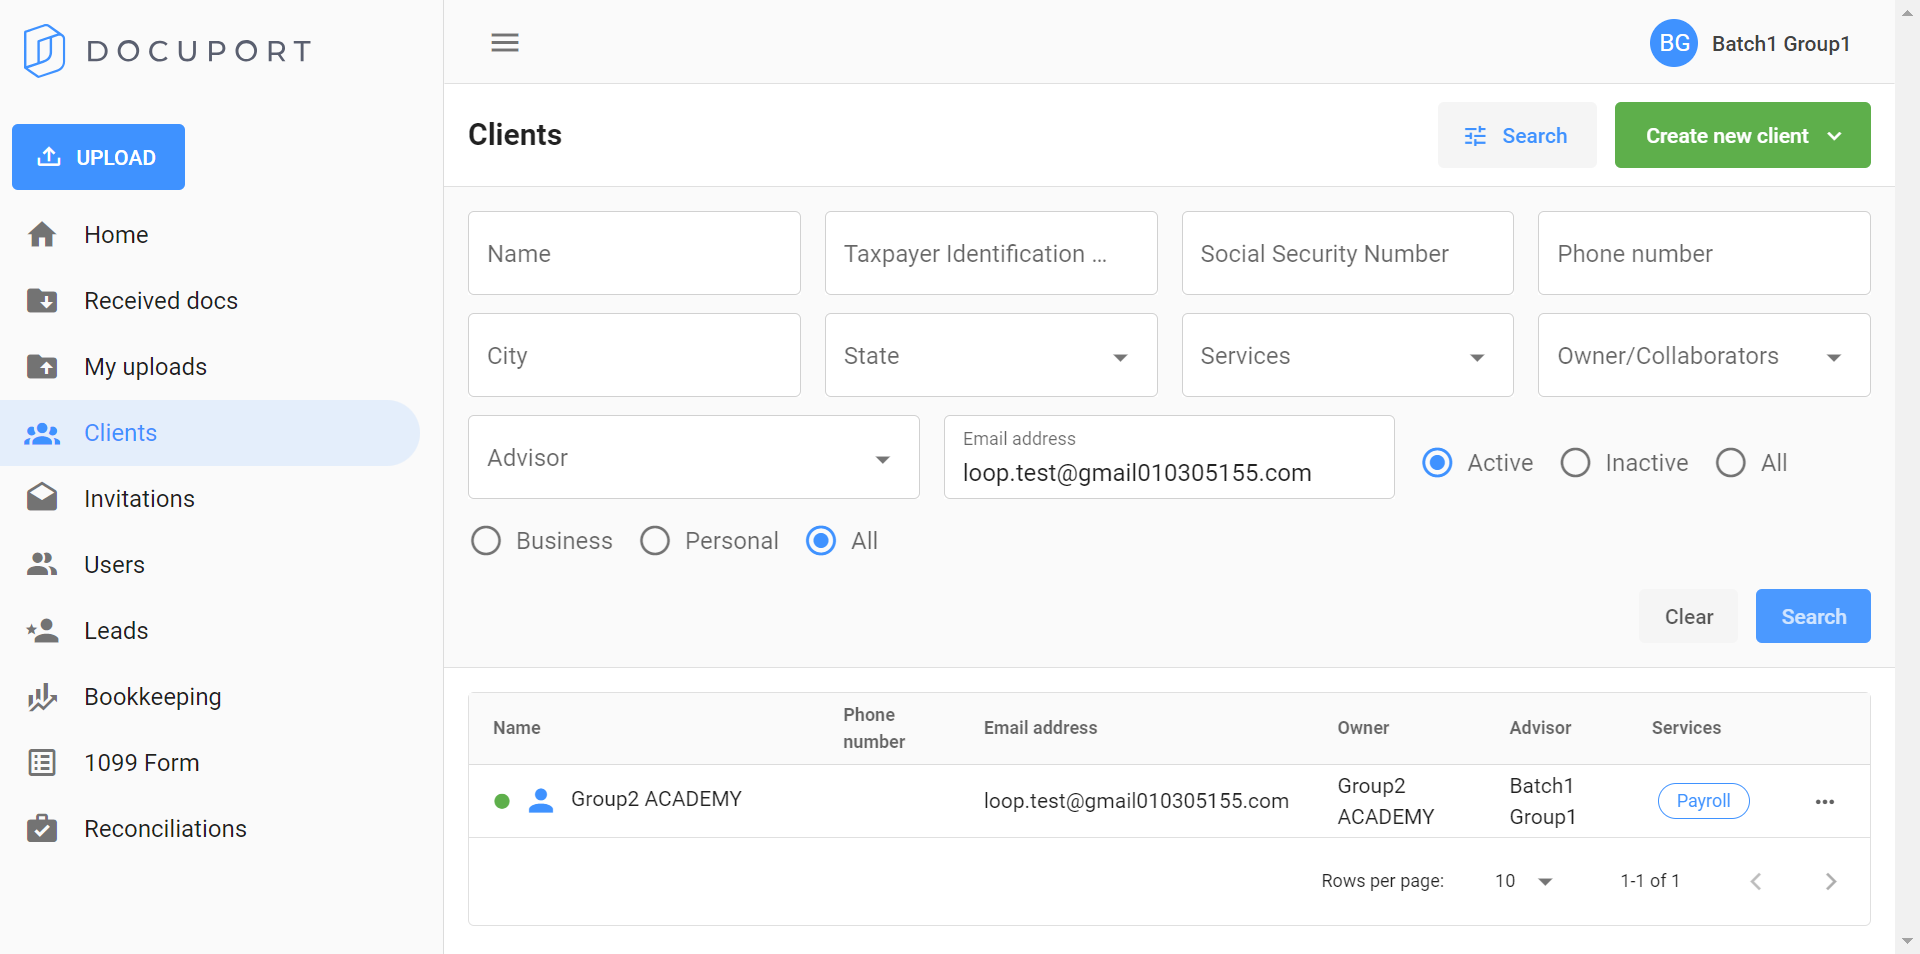 DOCUPORT
BG Batch1 Group1
UPLOAD
Home
Received docs
My uploads
Clients
Invitations
Users
Leads
Bookkeeping
1099 Form
Reconciliations
Clients
Search
Create new client
Name
Taxpayer Identification ...
Social Security Number
Phone number
City
State
Services
Owner/Collaborators
Advisor
Email address
loop.test@gmail010305155.com
Active Inactive All
Business Personal All
Clear Search
Name
Phone
number
Email address
Owner
Advisor
Services
Group2 ACADEMY
loop.test@gmail010305155.com
Group2
ACADEMY
Batch1
Group1
Payroll
Rows per page: 10 1-1 of 1